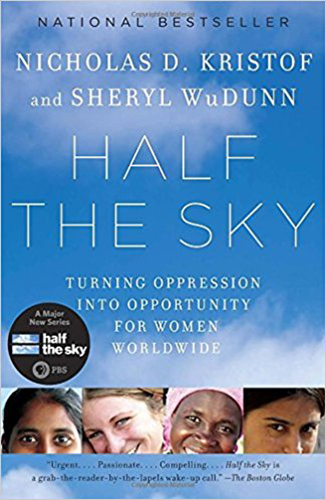 NATIONAL BESTSELLER
NICHOLAS D. KRISTOF
and SHERYL WuDUNN
HALF
THE SKY
TURNING OPPRESSION
INTO OPPORTUNITY
FOR WOMEN
WORLDWIDE
A Major
New Series
half
the sky
PBS
"Urgent. . . . Passionate. . . . Compelling. . . . Half the Sky is
a grab-the-reader-by-the-lapels wake-up call." —The Boston Globe